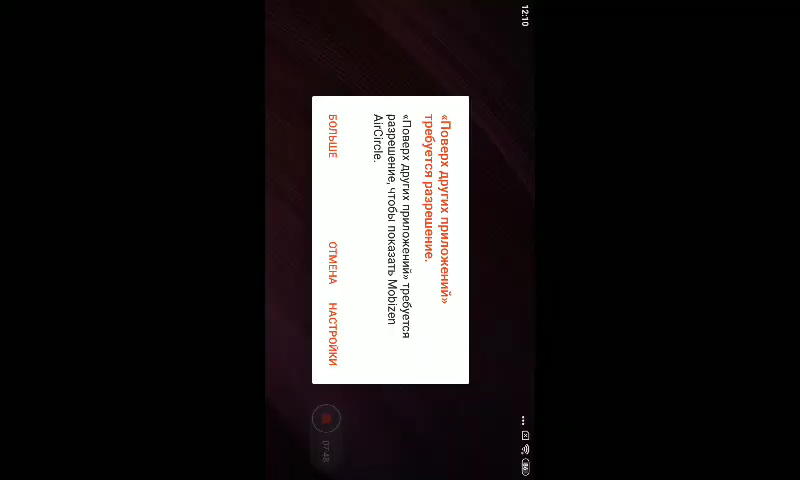 12:10
86
«Поверх других приложений»
требуется разрешение.
«Поверх других приложений» требуется
разрешение, чтобы показать Mobizen
AirCircle.
БОЛЬШЕ
ОТМЕНА
НАСТРОЙКИ
07:48